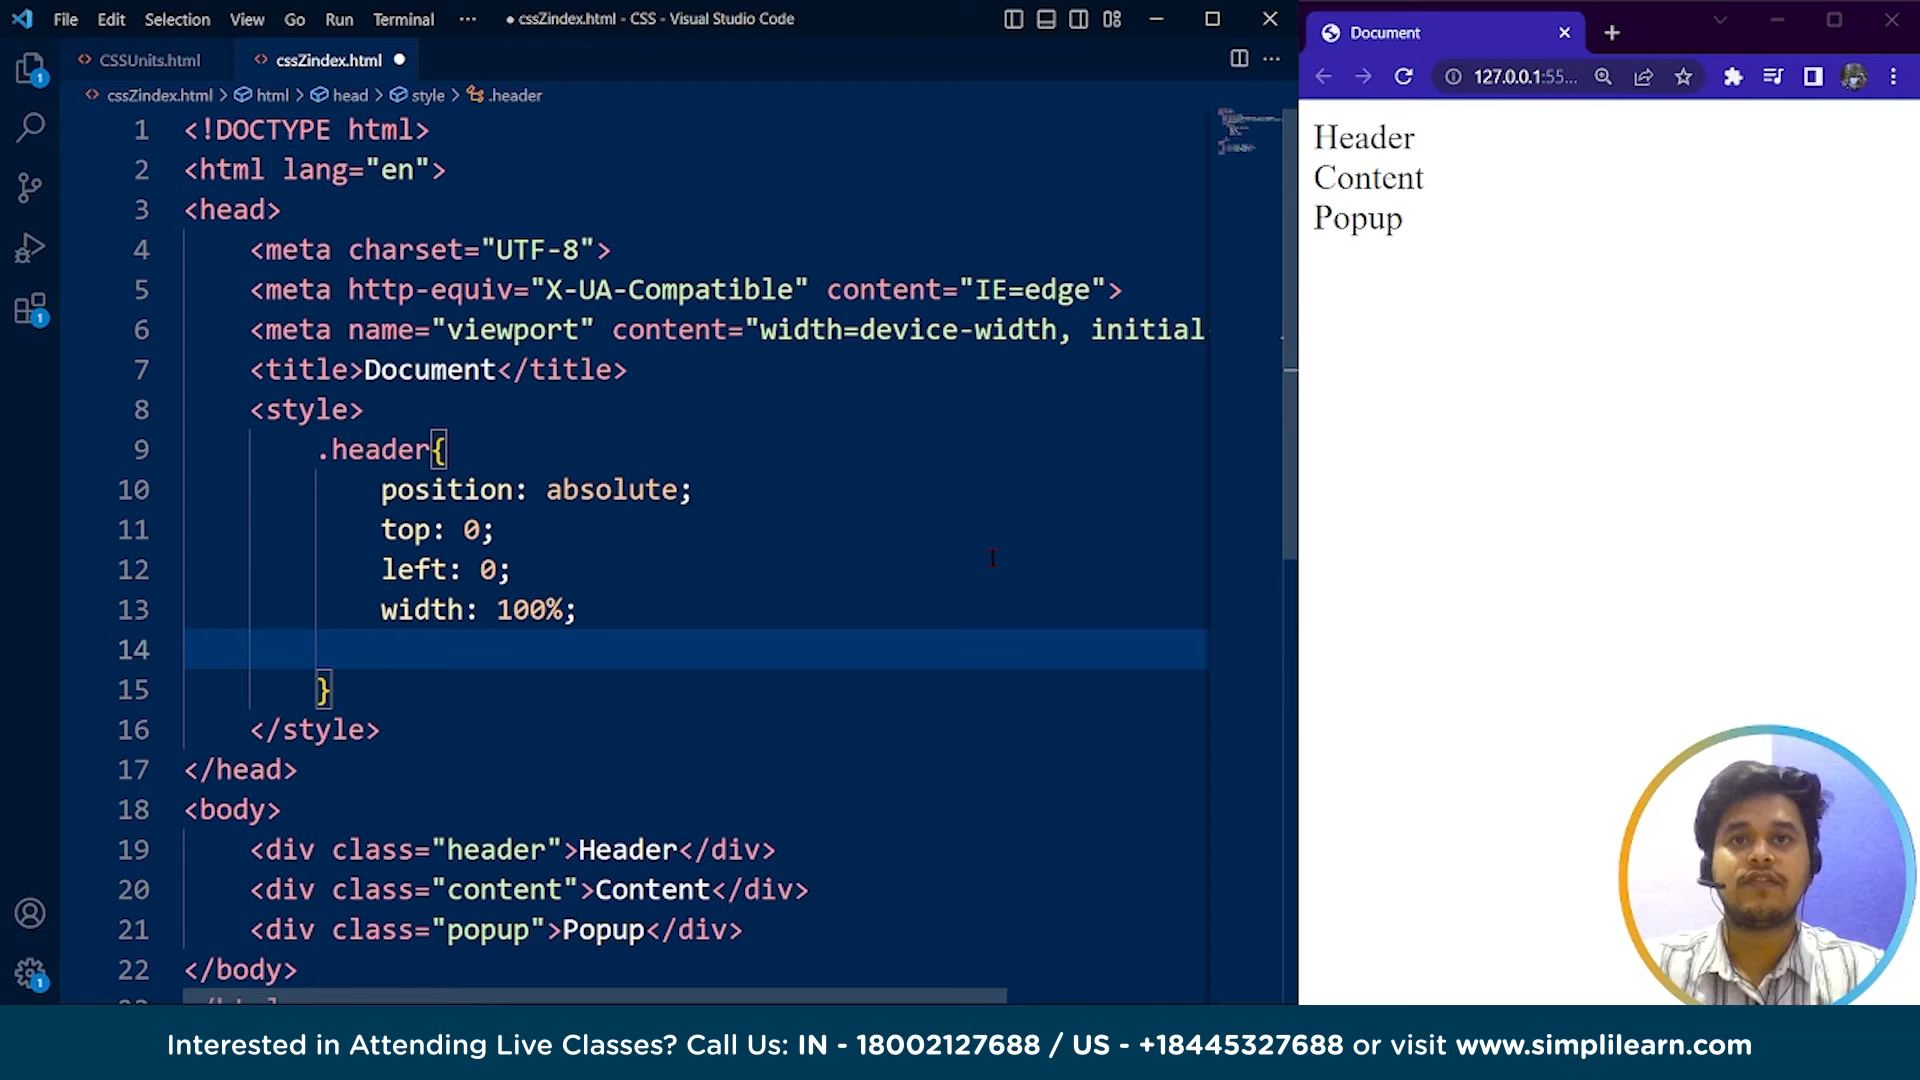 File Edit Selection View Go Run Terminal ··· ● cssZindex.html - CSS - Visual Studio Code
<> CSSUnits.html <> cssZindex.html ●
<> cssZindex.html > html > head > style > .header
1 <!DOCTYPE html>
2 <html lang="en">
3 <head>
4 <meta charset="UTF-8">
5 <meta http-equiv="X-UA-Compatible" content="IE=edge">
6 <meta name="viewport" content="width=device-width, initial
7 <title>Document</title>
8 <style>
9 .header{
10 position: absolute;
11 top: 0;
12 left: 0;
13 width: 100%;
14
15 }
16 </style>
17 </head>
18 <body>
19 <div class="header">Header</div>
20 <div class="content">Content</div>
21 <div class="popup">Popup</div>
22 </body>
1
1
1
Document
127.0.0.1:55...
Header
Content
Popup
Interested in Attending Live Classes? Call Us: IN - 18002127688 / US - +18445327688 or visit www.simplilearn.com